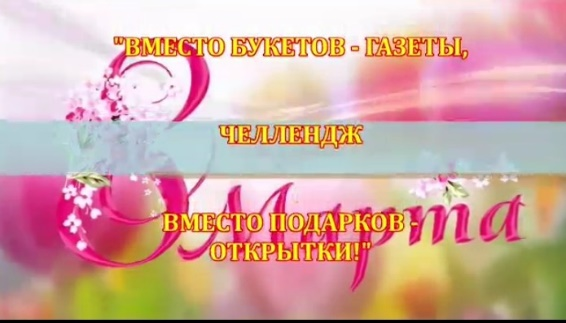 "ВМЕСТО БУКЕТОВ - ГАЗЕТЫ,
ЧЕЛЛЕНДЖ
8 Марта
ВМЕСТО ПОДАРКОВ -
ОТКРЫТКИ!"